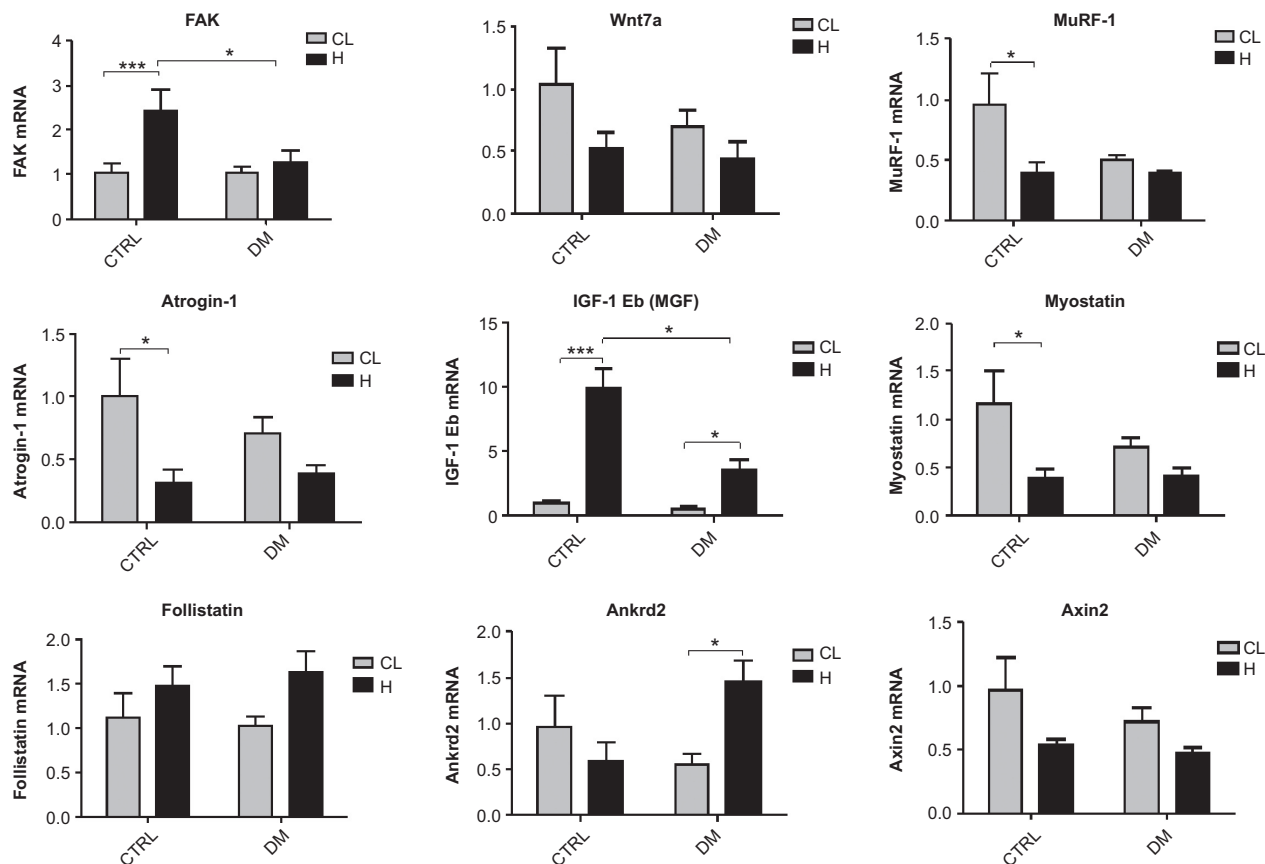 FAK
FAK mRNA
4
3
2
1
0
***
*
CL
H
CTRL
DM
Wnt7a
1.5
1.0
0.5
0.0
CL
H
CTRL
DM
MuRF-1
MuRF-1 mRNA
1.5
1.0
0.5
0.0
*
CL
H
CTRL
DM
Atrogin-1
Atrogin-1 mRNA
1.5
1.0
0.5
0.0
*
CL
H
CTRL
DM
IGF-1 Eb (MGF)
IGF-1 Eb mRNA
15
10
5
0
***
*
*
CL
H
CTRL
DM
Myostatin
Myostatin mRNA
2.0
1.5
1.0
0.5
0.0
*
CL
H
CTRL
DM
Follistatin
Follistatin mRNA
2.0
1.5
1.0
0.5
0.0
CL
H
CTRL
DM
Ankrd2
Ankrd2 mRNA
2.0
1.5
1.0
0.5
0.0
*
CL
H
CTRL
DM
Axin2
Axin2 mRNA
1.5
1.0
0.5
0.0
CL
H
CTRL
DM